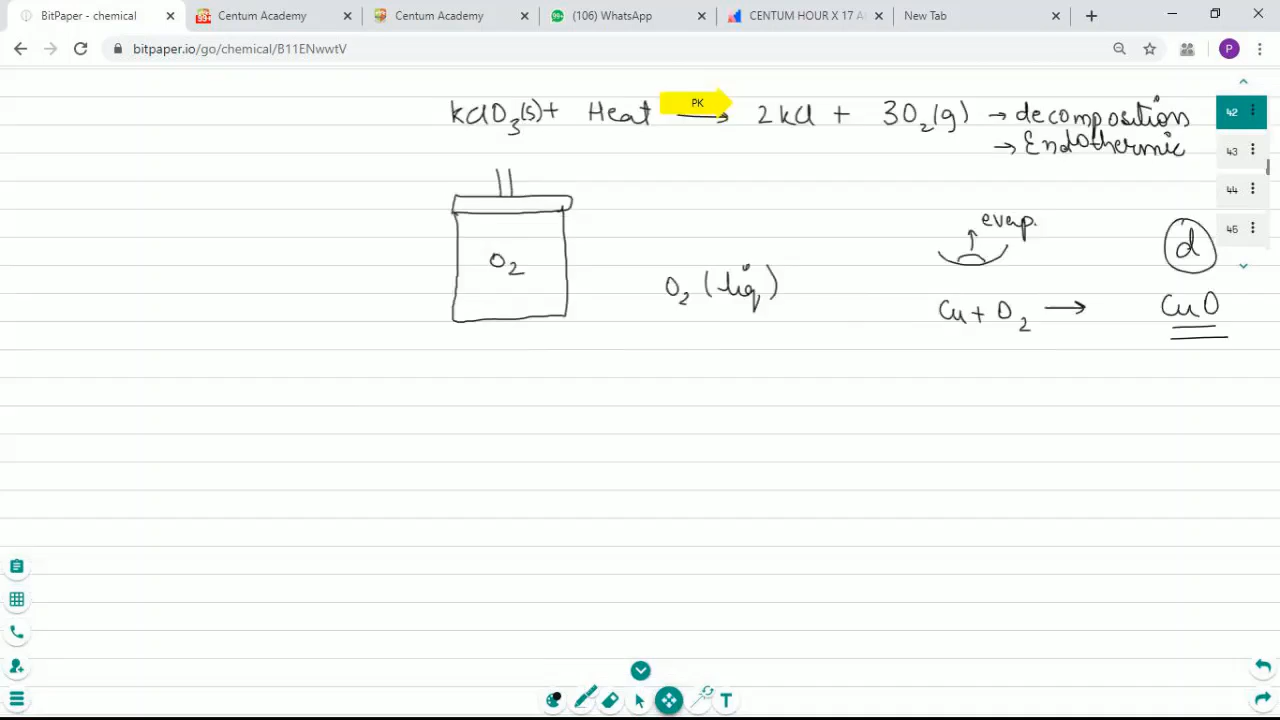 BitPaper - chemical
Centum Academy
Centum Academy
(106) WhatsApp
CENTUM HOUR X 17 A
New Tab
bitpaper.io/go/chemical/B11ENwwtV
P
kClO₃(s) + Heat PK → 2kCl + 3O₂(g) → decomposition
→ Endothermic
42
43
44
45
evap.
d
O₂
O₂ (liq)
Cu + O₂ → CuO
T